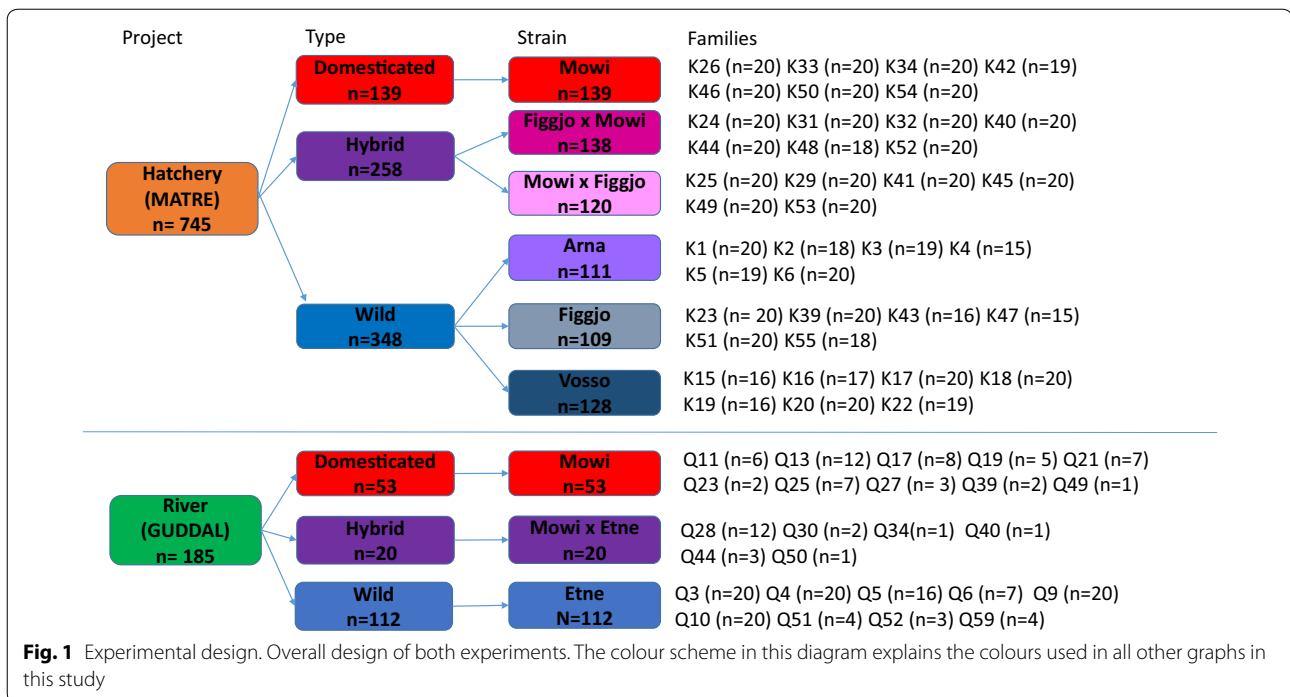 Project Type Strain Families
Hatchery
(MATRE)
n= 745
Domesticated
n=139
Mowi
n=139
K26 (n=20) K33 (n=20) K34 (n=20) K42 (n=19)
K46 (n=20) K50 (n=20) K54 (n=20)
Hybrid
n=258
Figgjo x Mowi
n=138
K24 (n=20) K31 (n=20) K32 (n=20) K40 (n=20)
K44 (n=20) K48 (n=18) K52 (n=20)
Mowi x Figgjo
n=120
K25 (n=20) K29 (n=20) K41 (n=20) K45 (n=20)
K49 (n=20) K53 (n=20)
Wild
n=348
Arna
n=111
K1 (n=20) K2 (n=18) K3 (n=19) K4 (n=15)
K5 (n=19) K6 (n=20)
Figgjo
n=109
K23 (n= 20) K39 (n=20) K43 (n=16) K47 (n=15)
K51 (n=20) K55 (n=18)
Vosso
n=128
K15 (n=16) K16 (n=17) K17 (n=20) K18 (n=20)
K19 (n=16) K20 (n=20) K22 (n=19)
River
(GUDDAL)
n= 185
Domesticated
n=53
Mowi
n=53
Q11 (n=6) Q13 (n=12) Q17 (n=8) Q19 (n= 5) Q21 (n=7)
Q23 (n=2) Q25 (n=7) Q27 (n= 3) Q39 (n=2) Q49 (n=1)
Hybrid
n=20
Mowi x Etne
n=20
Q28 (n=12) Q30 (n=2) Q34(n=1) Q40 (n=1)
Q44 (n=3) Q50 (n=1)
Wild
n=112
Etne
N=112
Q3 (n=20) Q4 (n=20) Q5 (n=16) Q6 (n=7) Q9 (n=20)
Q10 (n=20) Q51 (n=4) Q52 (n=3) Q59 (n=4)
Fig. 1 Experimental design. Overall design of both experiments. The colour scheme in this diagram explains the colours used in all other graphs in
this study